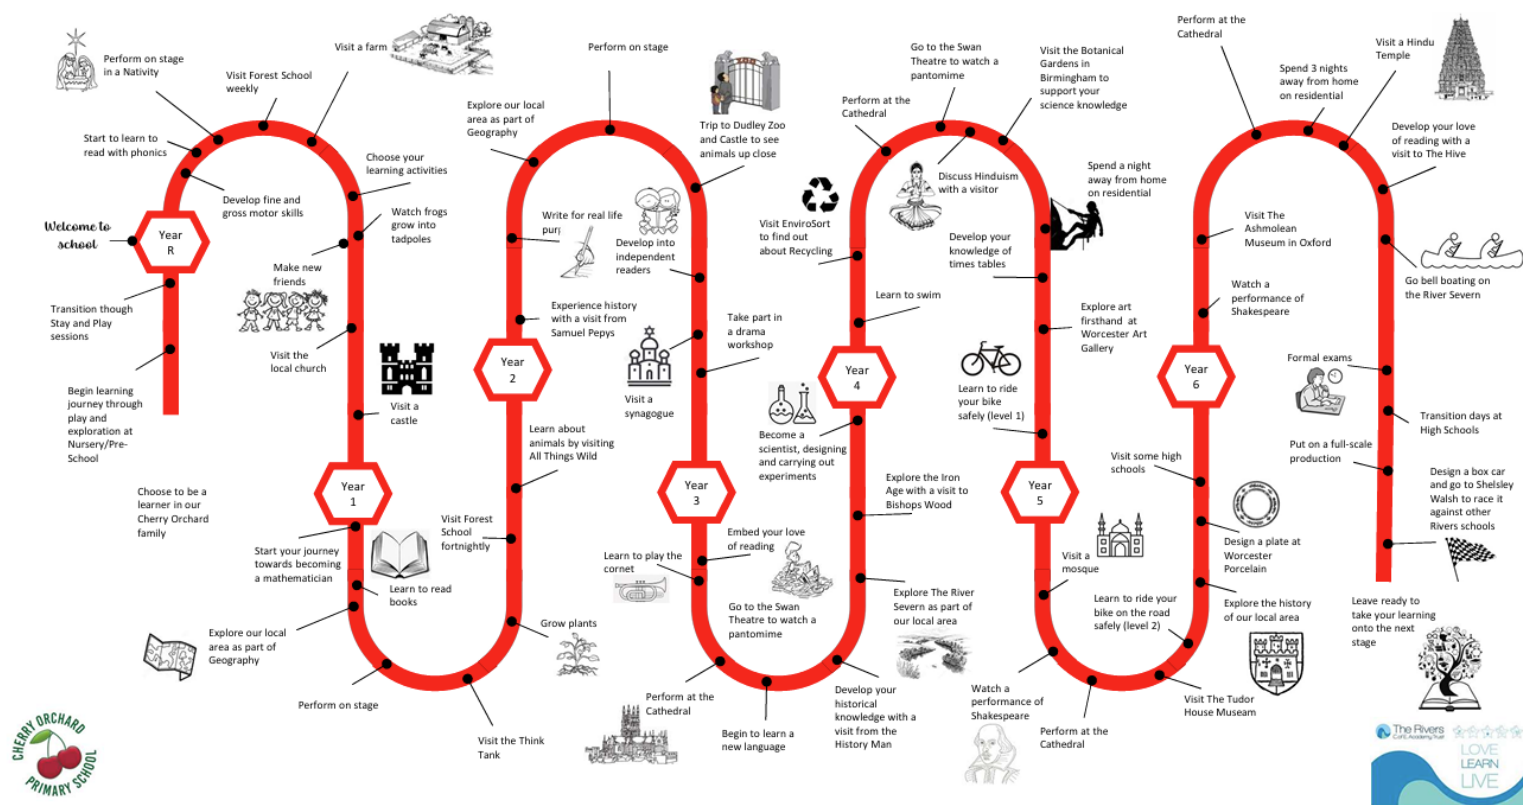 Begin learning
journey through
play and
exploration at
Nursery/Pre-
School
Choose to be a
learner in our
Cherry Orchard
family
Transition though
Stay and Play
sessions
Welcome to
school
Year
R
Develop fine and
gross motor skills
Start to learn to
read with phonics
Perform on stage
in a Nativity
Visit Forest School
weekly
Visit a farm
Choose your
learning activities
Watch frogs
grow into
tadpoles
Make new
friends
Visit the
local church
Visit a
castle
Year
1
Start your journey
towards becoming
a mathematician
Learn to read
books
Explore our local
area as part of
Geography
Perform on stage
Visit the Think
Tank
Grow plants
Visit Forest
School
fortnightly
Learn about
animals by visiting
All Things Wild
Year
2
Experience history
with a visit from
Samuel Pepys
Write for real life
Explore our local
area as part of
Geography
Perform on stage
ZOO
Trip to Dudley Zoo
and Castle to see
animals up close
Develop into
independent
readers
Visit a
synagogue
Take part in
a drama
workshop
Year
3
Embed your love
of reading
Learn to play the
cornet
Go to the Swan
Theatre to watch a
pantomime
Perform at the
Cathedral
Begin to learn a
new language
Develop your
historical
knowledge with a
visit from the
History Man
Explore The River
Severn as part of
our local area
Explore the Iron
Age with a visit to
Bishops Wood
Become a
scientist, designing
and carrying out
experiments
Year
4
Learn to swim
Visit EnviroSort
to find out
about Recycling
Perform at the
Cathedral
Go to the Swan
Theatre to watch a
pantomime
Discuss Hinduism
with a visitor
Visit the Botanical
Gardens in
Birmingham to
support your
science knowledge
Spend a night
away from home
on residential
Develop your
knowledge of
times tables
Explore art
firsthand at
Worcester Art
Gallery
Learn to ride
your bike
safely (level 1)
Year
5
Visit a
mosque
Watch a
performance of
Shakespeare
Perform at the
Cathedral
Visit The Tudor
House Museam
Learn to ride your
bike on the road
safely (level 2)
Explore the history
of our local area
Design a plate at
Worcester
Porcelain
Visit some high
schools
Year
6
Watch a
performance of
Shakespeare
Visit The
Ashmolean
Museum in Oxford
Perform at the
Cathedral
Spend 3 nights
away from home
on residential
Visit a Hindu
Temple
Develop your love
of reading with a
visit to The Hive
Go bell boating on
the River Severn
Formal exams
Transition days at
High Schools
Put on a full-scale
production
Design a box car
and go to Shelsley
Walsh to race it
against other
Rivers schools
Leave ready to
take your learning
onto the next
stage
CHERRY ORCHARD
PRIMARY SCHOOL
The Rivers
C of E Academy Trust
LOVE
LEARN
LIVE